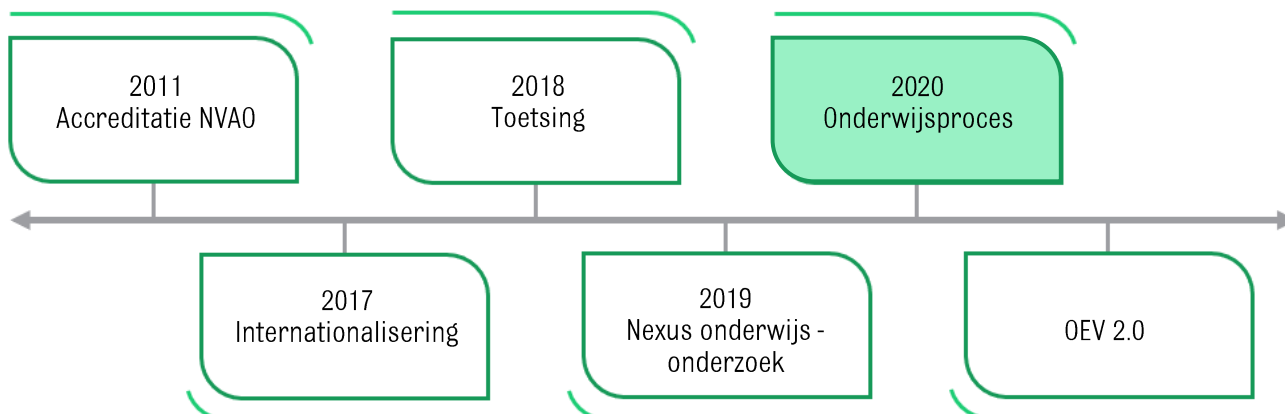 2011
Accreditatie NVAO
2017
Internationalisering
2018
Toetsing
2019
Nexus onderwijs -
onderzoek
2020
Onderwijsproces
OEV 2.0